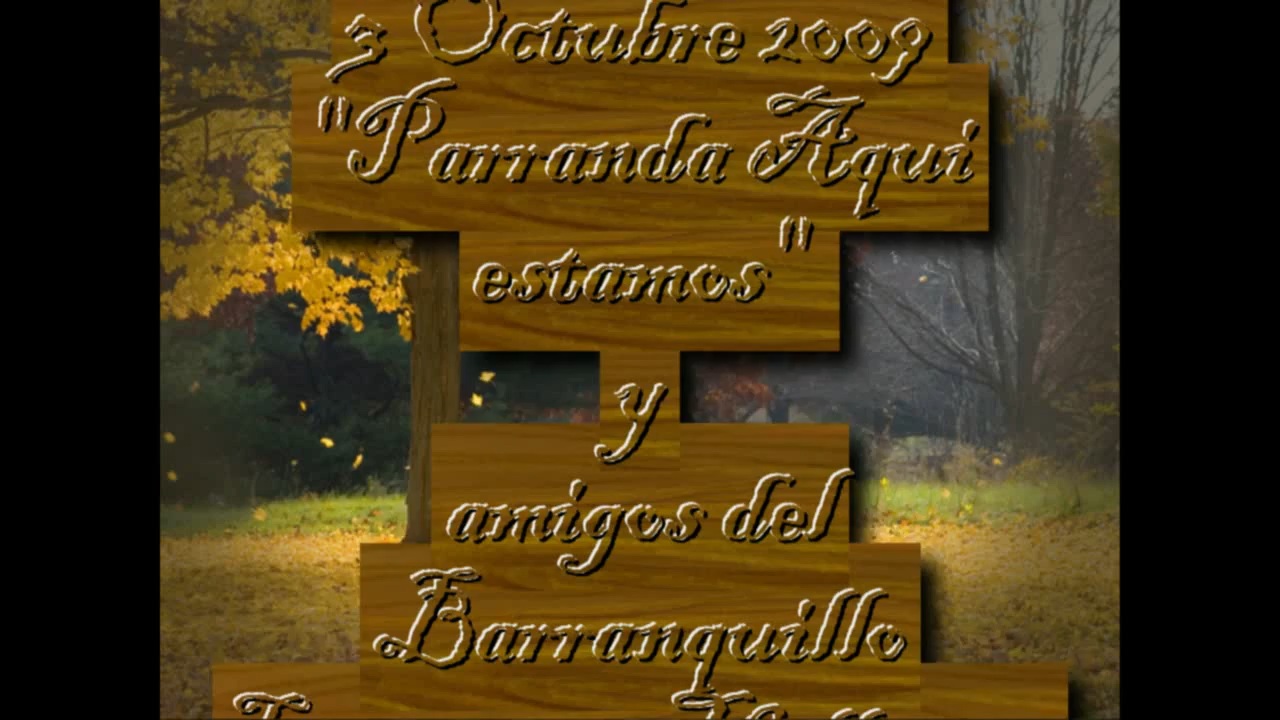 3 Octubre 2009
"Parranda Aqui
estamos"
y
amigos del
Barranquillo